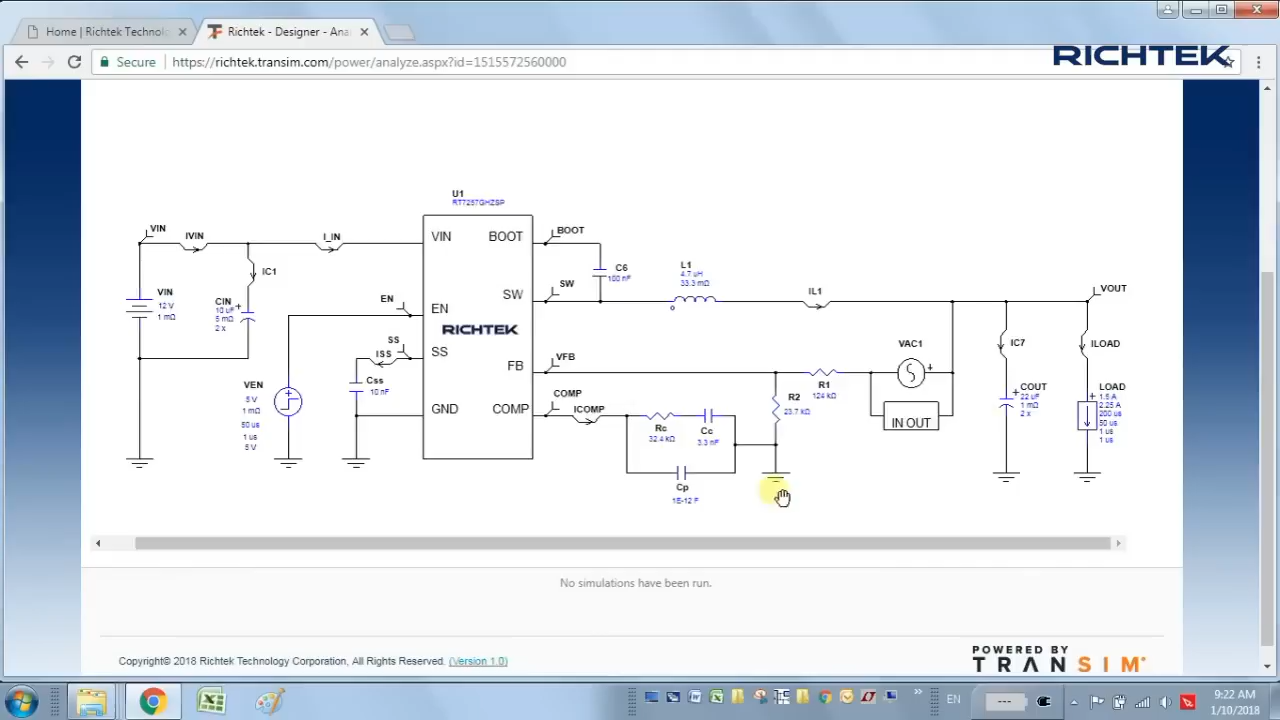 Home | Richtek Technolo
Richtek - Designer - Ana
Secure
https://richtek.transim.com/power/analyze.aspx?id=1515572560000
RICHTEK
U1
RT7257GHZSP
VIN
IVIN
I_IN
VIN
BOOT
BOOT
IC1
C6
100 nF
L1
4.7 uH
33.3 mΩ
SW
SW
IL1
VOUT
VIN
12 V
1 mΩ
CIN
10 uF
5 mΩ
2 x
EN
EN
RICHTEK
SS
ISS
SS
Css
10 nF
FB
VFB
VAC1
IC7
ILOAD
VEN
5 V
1 mΩ
50 us
1 us
5 V
GND
COMP
COMP
ICOMP
R1
124 kΩ
R2
23.7 kΩ
IN OUT
COUT
22 uF
1 mΩ
2 x
LOAD
1.5 A
2.25 A
200 us
50 us
1 us
1 us
Rc
32.4 kΩ
Cc
3.3 nF
Cp
1E-12 F
No simulations have been run.
Copyright© 2018 Richtek Technology Corporation, All Rights Reserved. (Version 1.0)
POWERED BY
TRANSIM
EN
9:22 AM
1/10/2018